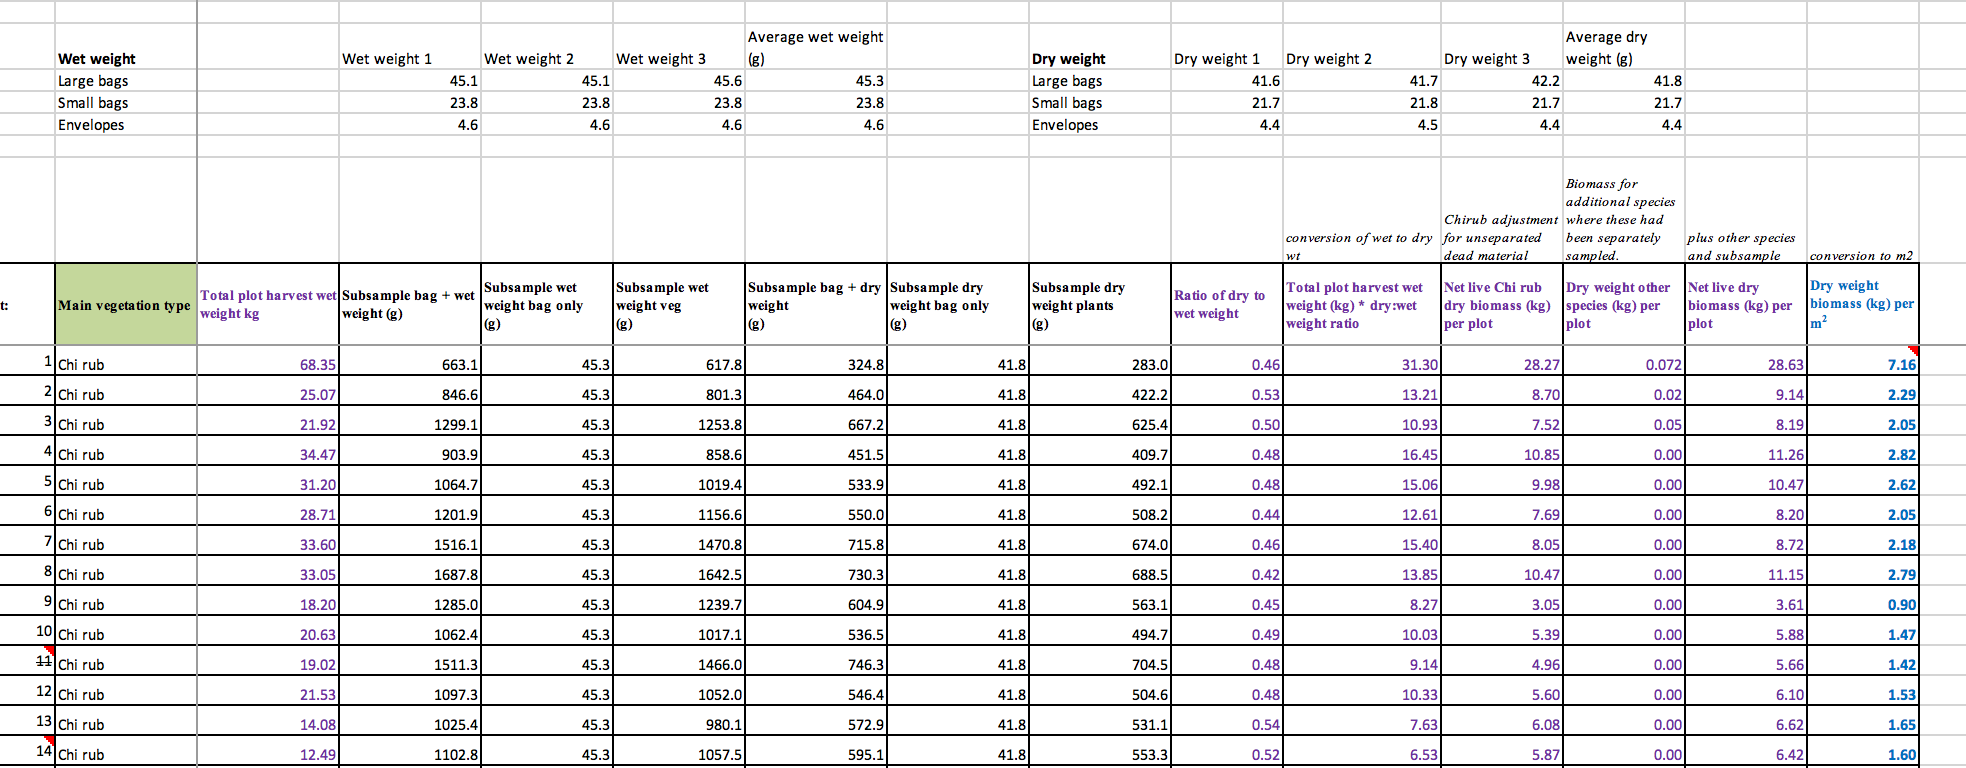 Average wet weight Average dry
Wet weight Wet weight 1 Wet weight 2 Wet weight 3 (g) Dry weight Dry weight 1 Dry weight 2 Dry weight 3 weight (g)
Large bags 45.1 45.1 45.6 45.3 Large bags 41.6 41.7 42.2 41.8
Small bags 23.8 23.8 23.8 23.8 Small bags 21.7 21.8 21.7 21.7
Envelopes 4.6 4.6 4.6 4.6 Envelopes 4.4 4.5 4.4 4.4
conversion of wet to dry
wt
Chirub adjustment
for unseparated
dead material
Biomass for
additional species
where these had
been separately
sampled.
plus other species
and subsample
conversion to m2
t:
Main vegetation type
Total plot harvest wet
weight kg
Subsample bag + wet
weight (g)
Subsample wet
weight bag only
(g)
Subsample wet
weight veg
(g)
Subsample bag + dry
weight
(g)
Subsample dry
weight bag only
(g)
Subsample dry
weight plants
(g)
Ratio of dry to
wet weight
Total plot harvest wet
weight (kg) * dry:wet
weight ratio
Net live Chi rub
dry biomass (kg)
per plot
Dry weight other
species (kg) per
plot
Net live dry
biomass (kg) per
plot
Dry weight
biomass (kg) per
m2
1 Chi rub 68.35 663.1 45.3 617.8 324.8 41.8 283.0 0.46 31.30 28.27 0.072 28.63 7.16
2 Chi rub 25.07 846.6 45.3 801.3 464.0 41.8 422.2 0.53 13.21 8.70 0.02 9.14 2.29
3 Chi rub 21.92 1299.1 45.3 1253.8 667.2 41.8 625.4 0.50 10.93 7.52 0.05 8.19 2.05
4 Chi rub 34.47 903.9 45.3 858.6 451.5 41.8 409.7 0.48 16.45 10.85 0.00 11.26 2.82
5 Chi rub 31.20 1064.7 45.3 1019.4 533.9 41.8 492.1 0.48 15.06 9.98 0.00 10.47 2.62
6 Chi rub 28.71 1201.9 45.3 1156.6 550.0 41.8 508.2 0.44 12.61 7.69 0.00 8.20 2.05
7 Chi rub 33.60 1516.1 45.3 1470.8 715.8 41.8 674.0 0.46 15.40 8.05 0.00 8.72 2.18
8 Chi rub 33.05 1687.8 45.3 1642.5 730.3 41.8 688.5 0.42 13.85 10.47 0.00 11.15 2.79
9 Chi rub 18.20 1285.0 45.3 1239.7 604.9 41.8 563.1 0.45 8.27 3.05 0.00 3.61 0.90
10 Chi rub 20.63 1062.4 45.3 1017.1 536.5 41.8 494.7 0.49 10.03 5.39 0.00 5.88 1.47
11 Chi rub 19.02 1511.3 45.3 1466.0 746.3 41.8 704.5 0.48 9.14 4.96 0.00 5.66 1.42
12 Chi rub 21.53 1097.3 45.3 1052.0 546.4 41.8 504.6 0.48 10.33 5.60 0.00 6.10 1.53
13 Chi rub 14.08 1025.4 45.3 980.1 572.9 41.8 531.1 0.54 7.63 6.08 0.00 6.62 1.65
14 Chi rub 12.49 1102.8 45.3 1057.5 595.1 41.8 553.3 0.52 6.53 5.87 0.00 6.42 1.60